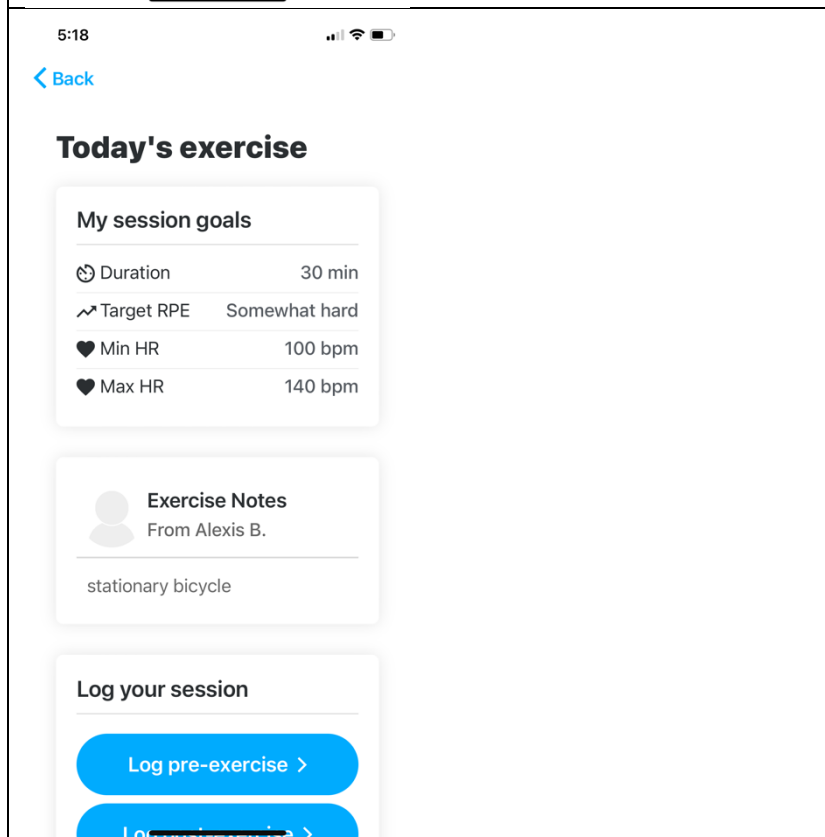 5:18
Back
Today's exercise
My session goals
Duration 30 min
Target RPE Somewhat hard
Min HR 100 bpm
Max HR 140 bpm
Exercise Notes
From Alexis B.
stationary bicycle
Log your session
Log pre-exercise